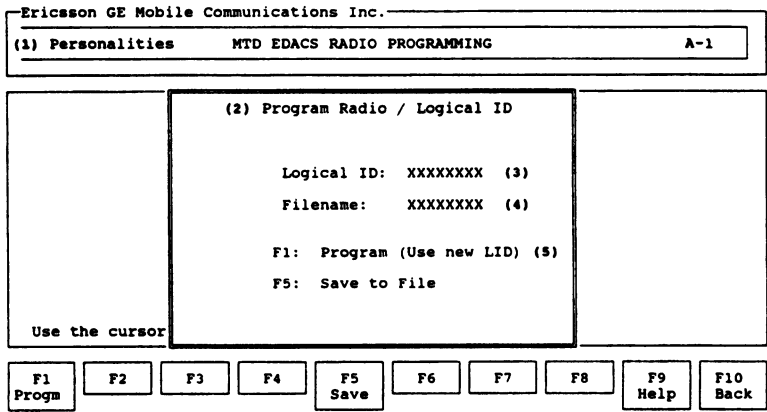 Ericsson GE Mobile Communications Inc.
(1) Personalities MTD EDACS RADIO PROGRAMMING A-1
(2) Program Radio / Logical ID
Logical ID: XXXXXXXX (3)
Filename: XXXXXXXX (4)
F1: Program (Use new LID) (5)
F5: Save to File
Use the cursor
F1 F2 F3 F4 F5 F6 F7 F8 F9 F10
Progm Save Help Back